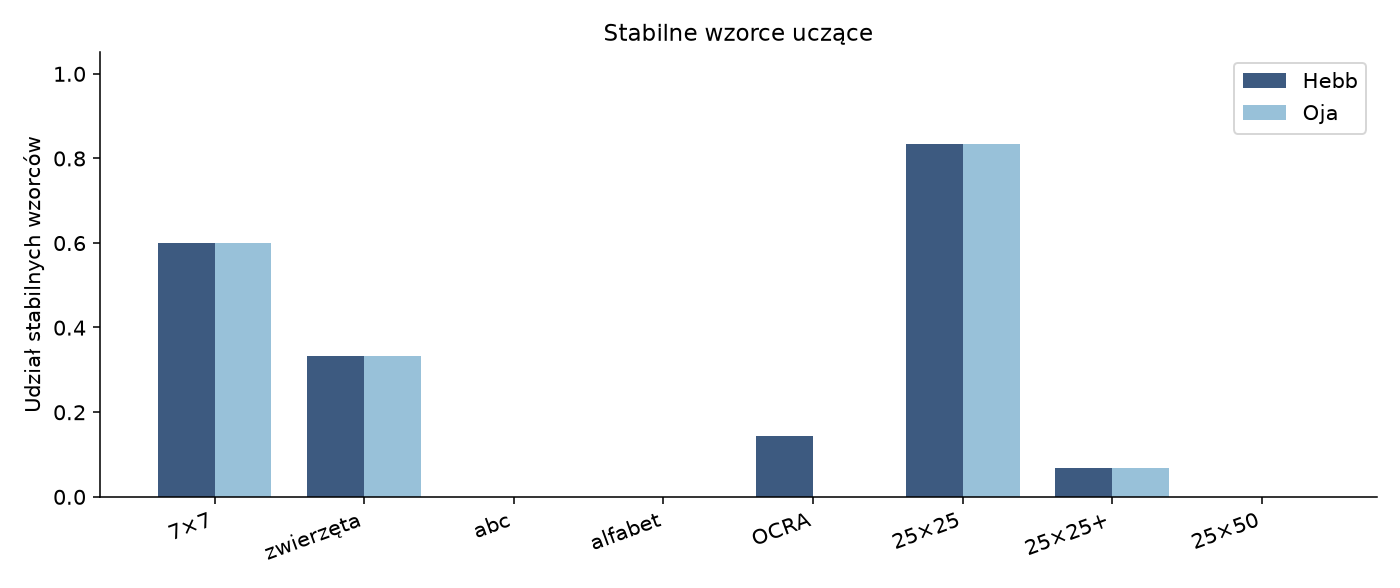 Stabilne wzorce uczące
Hebb
Oja
Udział stabilnych wzorców
1.0
0.8
0.6
0.4
0.2
0.0
7×7
zwierzęta
abc
alfabet
OCRA
25×25
25×25+
25×50